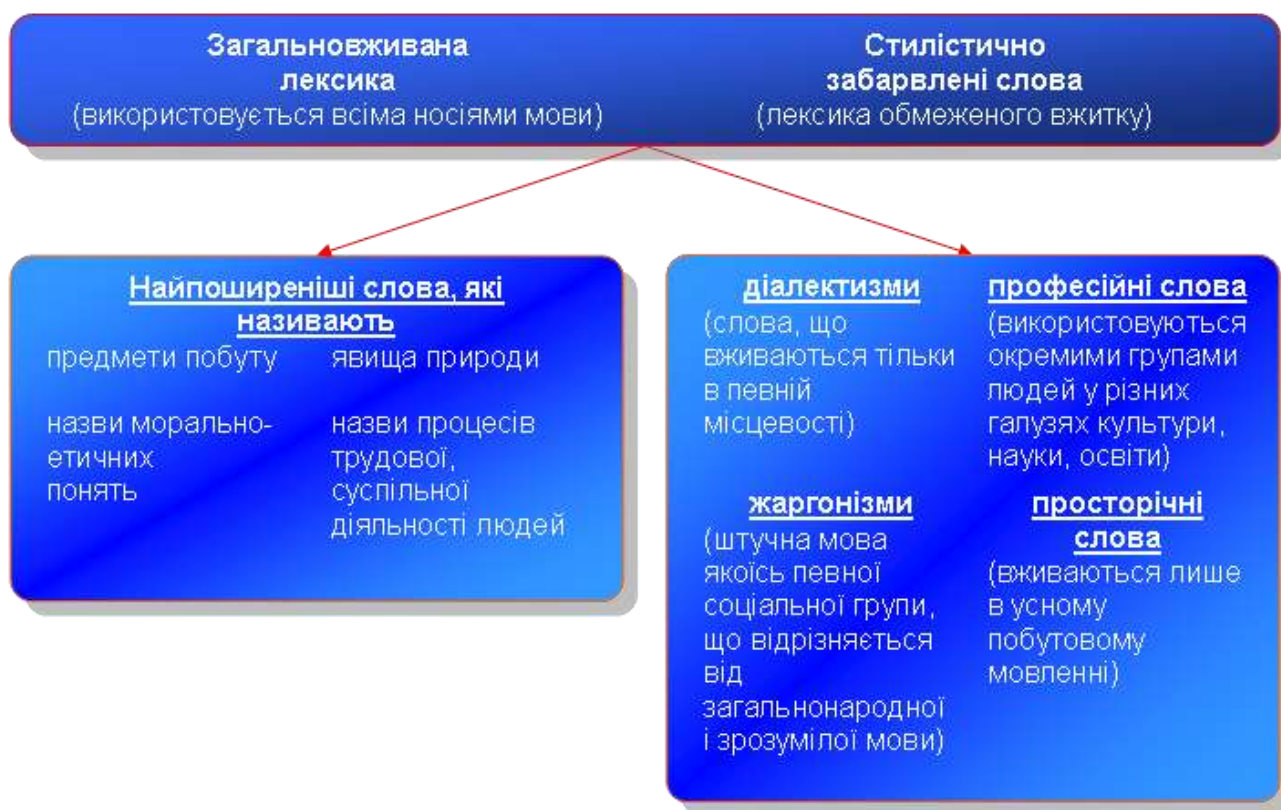 Загальновживана
лексика
(використовується всіма носіями мови)
Стилістично
забарвлені слова
(лексика обмеженого вжитку)
Найпоширеніші слова, які
називають
предмети побуту
явища природи
назви морально-
етичних
понять
назви процесів
трудової,
суспільної
діяльності людей
діалектизми
(слова, що
вживаються тільки
в певній
місцевості)
професійні слова
(використовуються
окремими групами
людей у різних
галузях культури,
науки, освіти)
жаргонізми
(штучна мова
якоїсь певної
соціальної групи,
що відрізняється
від
загальнонародної
і зрозумілої мови)
просторічні
слова
(вживаються лише
в усному
побутовому
мовленні)